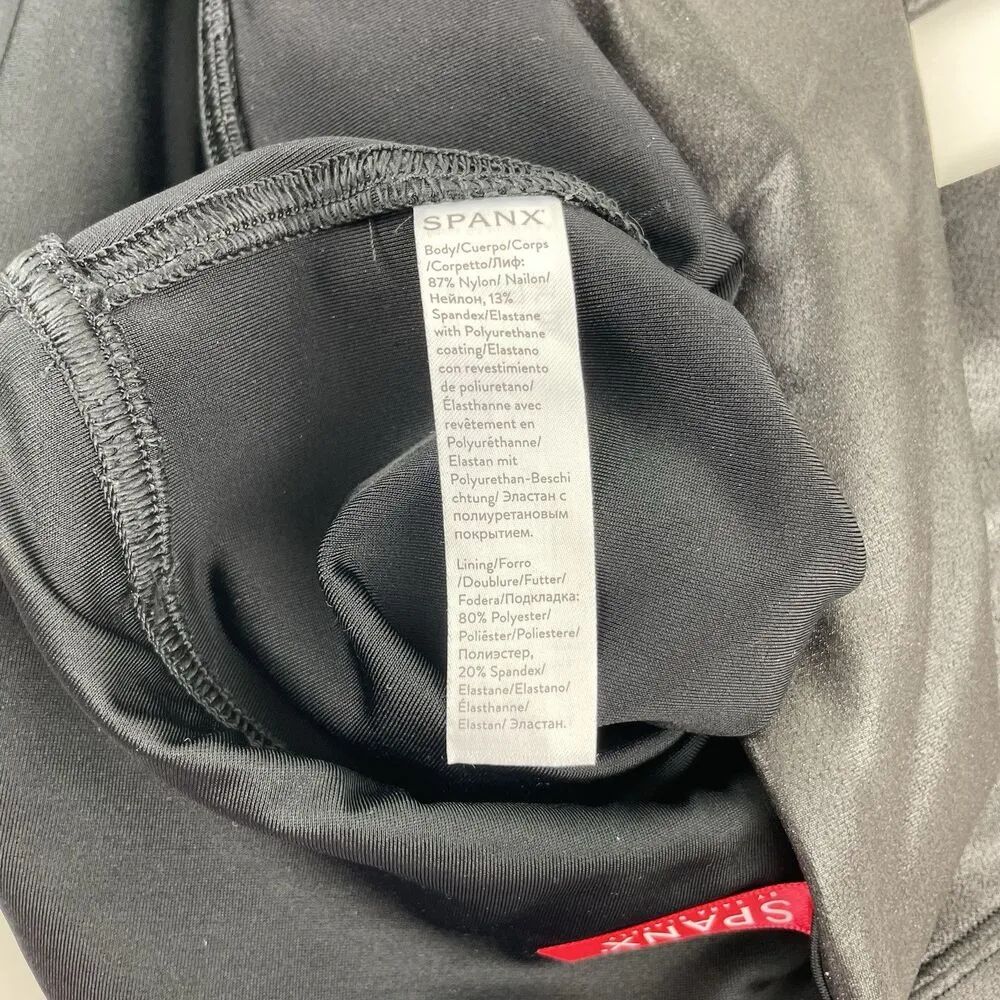 SPANX®
Body/Cuerpo/Corps
/Corpetto/Лиф:
87% Nylon/ Nailon/
Нейлон, 13%
Spandex/Elastane
with Polyurethane
coating/Elastano
con revestimiento
de poliuretano/
Élasthanne avec
revêtement en
Polyuréthanne/
Elastan mit
Polyurethan-Beschi
chtung/ Эластан с
полиуретановым
покрытием.
Lining/Forro
/Doublure/Futter/
Fodera/Подкладка:
80% Polyester/
Poliéster/Poliestere/
Полиэстер,
20% Spandex/
Elastane/Elastano/
Élasthanne/
Elastan/ Эластан.
SPANX